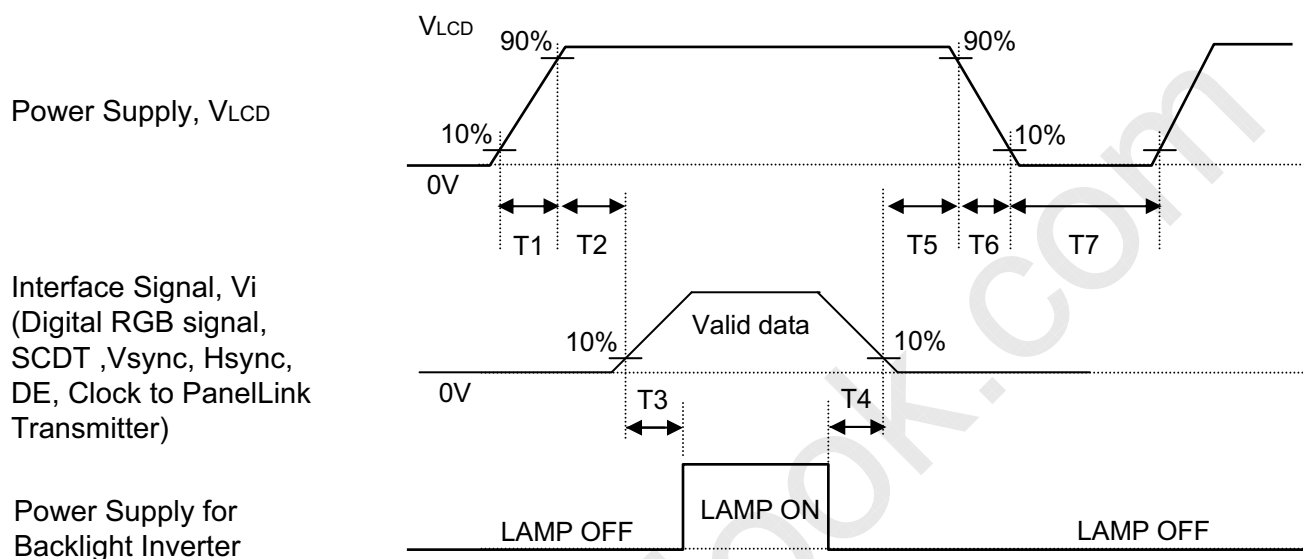 VLCD
90%
90%
Power Supply, VLCD
10%
10%
0V
T1
T2
T5
T6
T7
Interface Signal, Vi
(Digital RGB signal,
SCDT ,Vsync, Hsync,
DE, Clock to PanelLink
Transmitter)
Valid data
10%
10%
0V
T3
T4
Power Supply for
Backlight Inverter
LAMP OFF
LAMP ON
LAMP OFF
ook.com